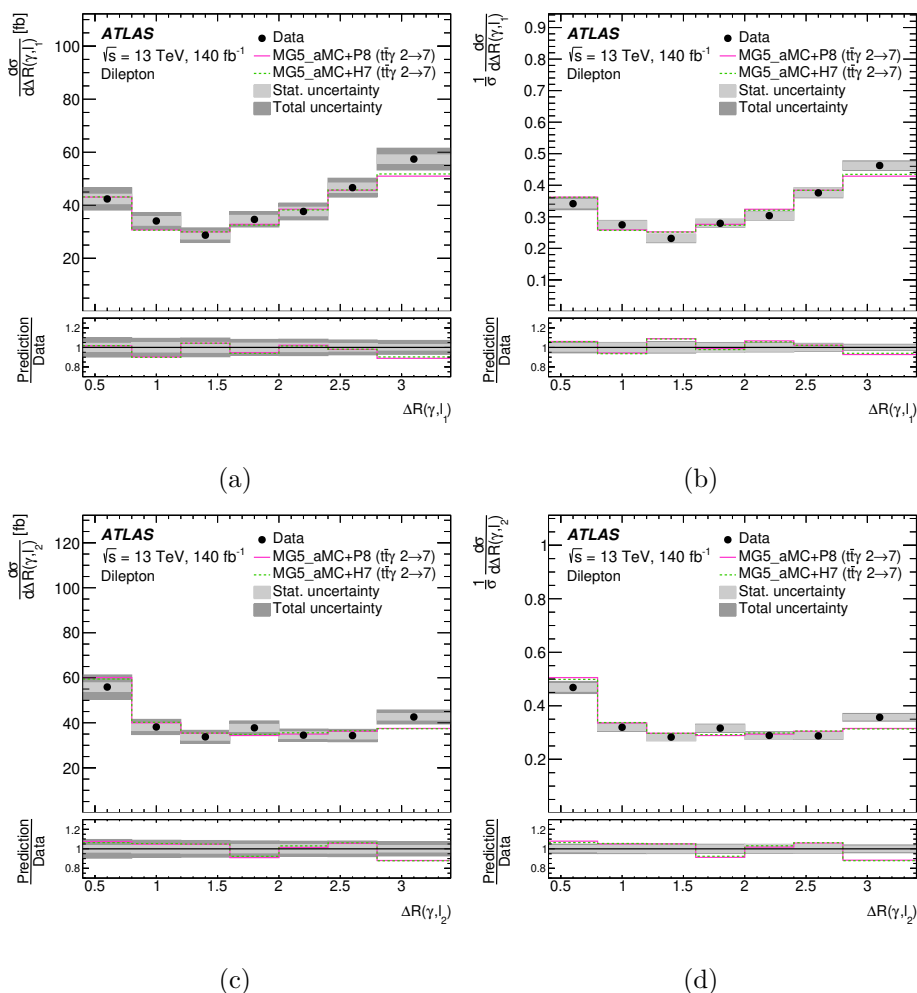 dσ/dΔR(γ,l₁) [fb]
ATLAS
√s = 13 TeV, 140 fb⁻¹
Dilepton
Data
MG5_aMC+P8 (tt̄γ 2→7)
MG5_aMC+H7 (tt̄γ 2→7)
Stat. uncertainty
Total uncertainty
100
80
60
40
20
Prediction/Data
1.2
1
0.8
0.5 1 1.5 2 2.5 3
ΔR(γ,l₁)
(a)
1/σ dσ/dΔR(γ,l₁)
ATLAS
√s = 13 TeV, 140 fb⁻¹
Dilepton
Data
MG5_aMC+P8 (tt̄γ 2→7)
MG5_aMC+H7 (tt̄γ 2→7)
Stat. uncertainty
Total uncertainty
0.9
0.8
0.7
0.6
0.5
0.4
0.3
0.2
0.1
Prediction/Data
1.2
1
0.8
0.5 1 1.5 2 2.5 3
ΔR(γ,l₁)
(b)
dσ/dΔR(γ,l₂) [fb]
ATLAS
√s = 13 TeV, 140 fb⁻¹
Dilepton
Data
MG5_aMC+P8 (tt̄γ 2→7)
MG5_aMC+H7 (tt̄γ 2→7)
Stat. uncertainty
Total uncertainty
120
100
80
60
40
20
Prediction/Data
1.2
1
0.8
0.5 1 1.5 2 2.5 3
ΔR(γ,l₂)
(c)
1/σ dσ/dΔR(γ,l₂)
ATLAS
√s = 13 TeV, 140 fb⁻¹
Dilepton
Data
MG5_aMC+P8 (tt̄γ 2→7)
MG5_aMC+H7 (tt̄γ 2→7)
Stat. uncertainty
Total uncertainty
1
0.8
0.6
0.4
0.2
Prediction/Data
1.2
1
0.8
0.5 1 1.5 2 2.5 3
ΔR(γ,l₂)
(d)